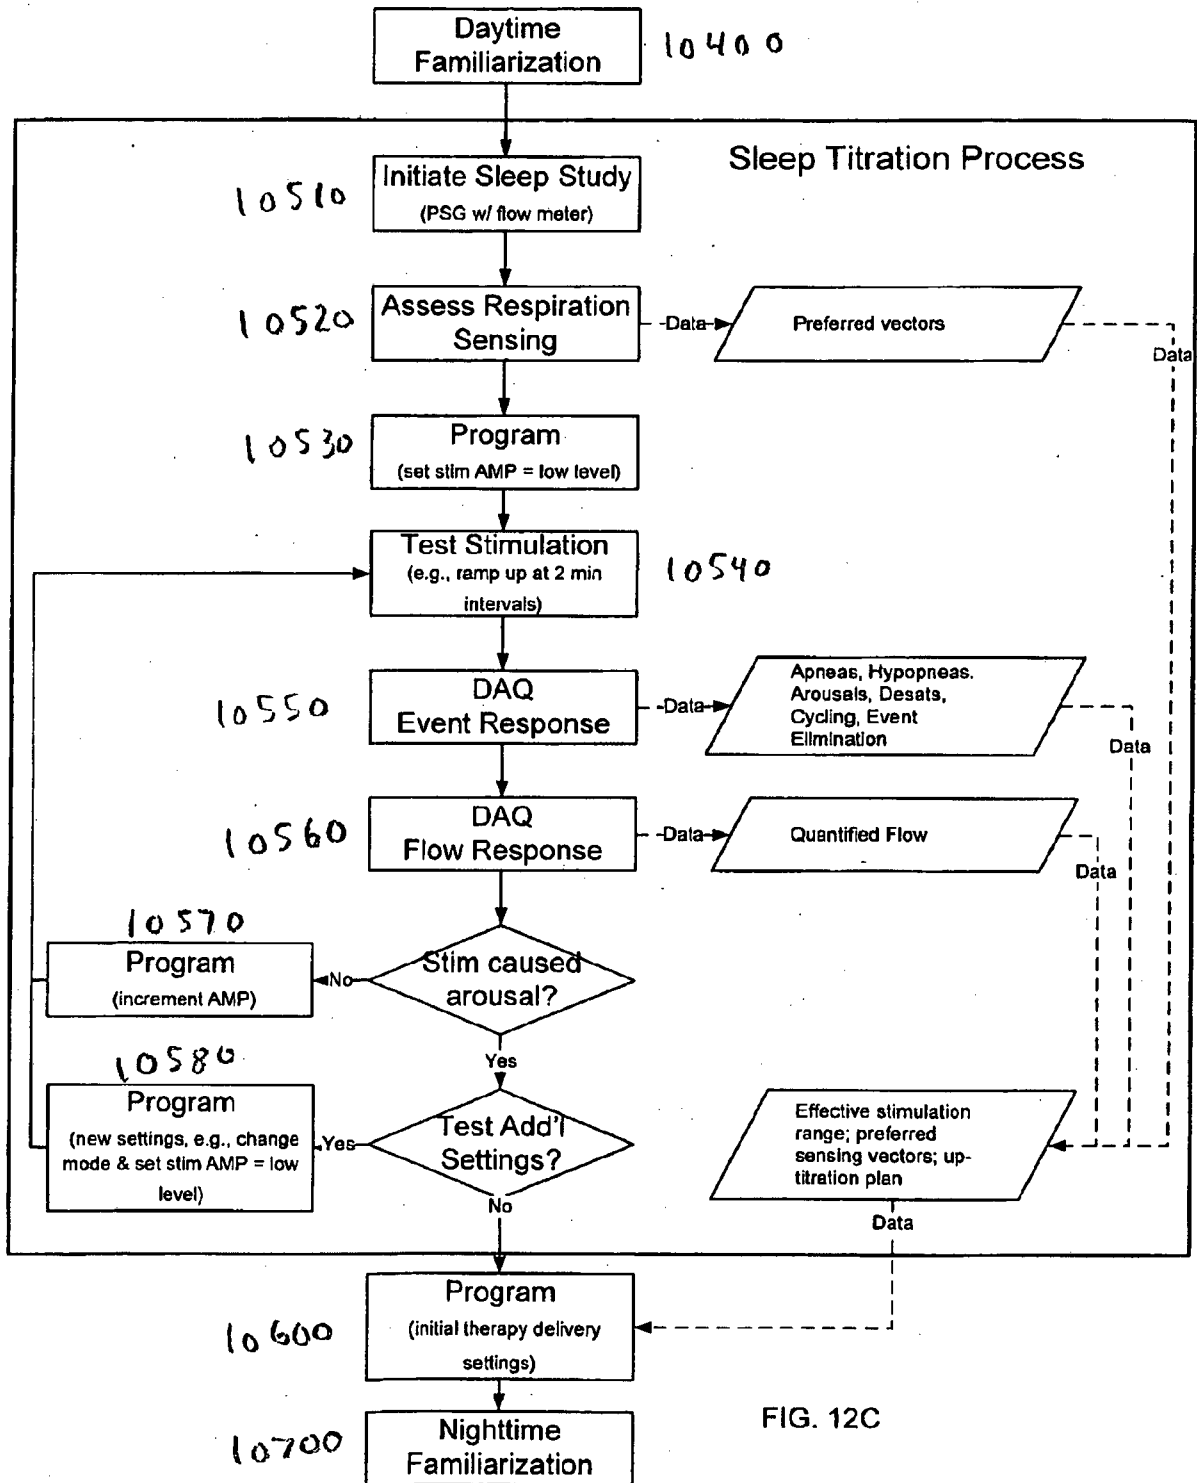 Daytime
Familiarization
10400
Sleep Titration Process
10510
Initiate Sleep Study
(PSG w/ flow meter)
10520
Assess Respiration
Sensing
Data
Preferred vectors
Data
10530
Program
(set stim AMP = low level)
Test Stimulation
(e.g., ramp up at 2 min
intervals)
10540
10550
DAQ
Event Response
Data
Apneas, Hypopneas.
Arousals, Desats,
Cycling, Event
Elimination
Data
10560
DAQ
Flow Response
Data
Quantified Flow
Data
10570
Program
(increment AMP)
No
Stim caused
arousal?
Yes
10580
Program
(new settings, e.g., change
mode & set stim AMP = low
level)
Yes
Test Add'l
Settings?
No
Effective stimulation
range; preferred
sensing vectors; up-
titration plan
Data
10600
Program
(initial therapy delivery
settings)
10700
Nighttime
Familiarization
FIG. 12C